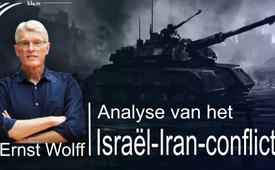 kla.tv
Analyse van het
Ernst Wolff
Israël-Iran-conflict